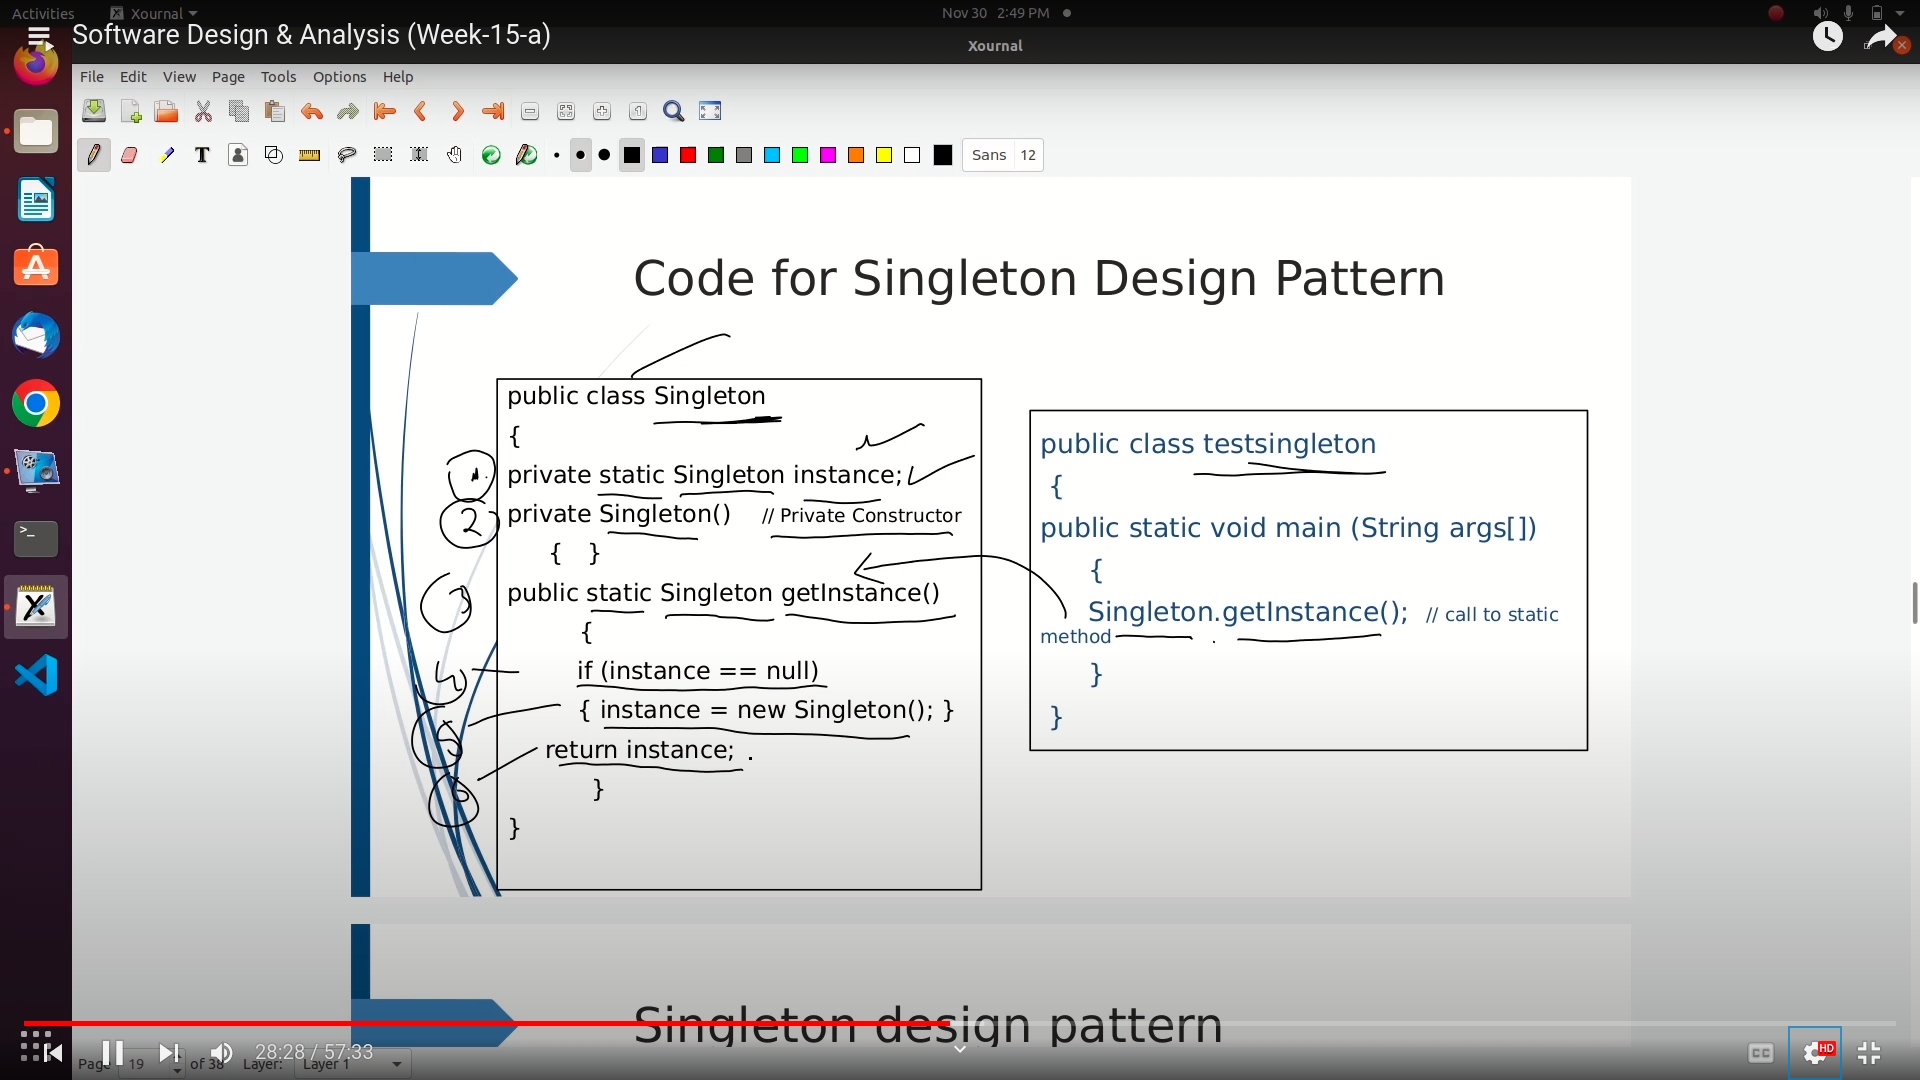 Activities
Xournal
Nov 30 2:49 PM
Software Design & Analysis (Week-15-a)
Xournal
File Edit View Page Tools Options Help
Sans 12
Code for Singleton Design Pattern
public class Singleton
{
1 private static Singleton instance;
2 private Singleton() // Private Constructor
{ }
3 public static Singleton getInstance()
{
4 if (instance == null)
5 { instance = new Singleton(); }
6 return instance;
}
}
public class testsingleton
{
public static void main (String args[])
{
Singleton.getInstance(); // call to static
method
}
}
Singleton design pattern
28:28 / 57:33
CC
HD
Page 19 of 38 Layer: Layer 1